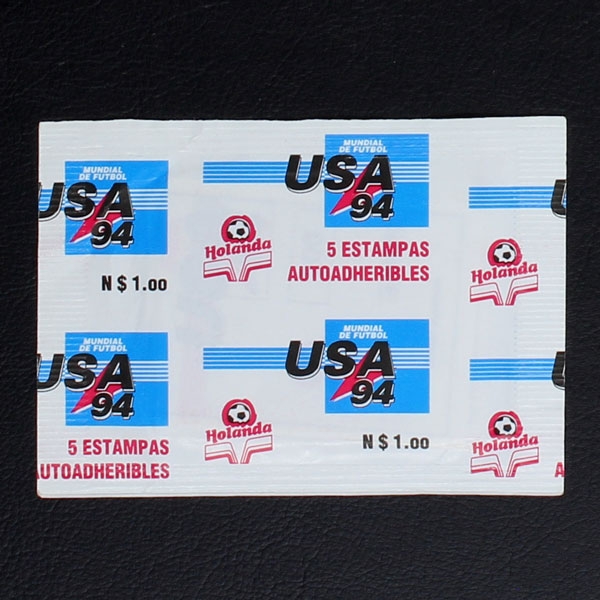 MUNDIAL
DE FUTBOL
USA
94
MUNDIAL
DE FUTBOL
USA
94
Holanda
5 ESTAMPAS
AUTOADHERIBLES
Holanda
N$1.00
MUNDIAL
DE FUTBOL
USA
94
MUNDIAL
DE FUTBOL
USA
94
Holanda
N$1.00
Holanda
5 ESTAMPAS
AUTOADHERIBLES